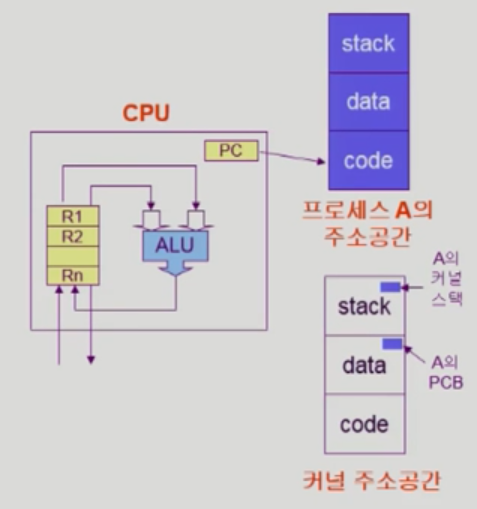 CPU
PC
R1
R2
Rn
ALU
stack
data
code
프로세스 A의
주소공간
stack
data
code
A의
커널
스택
A의
PCB
커널 주소공간